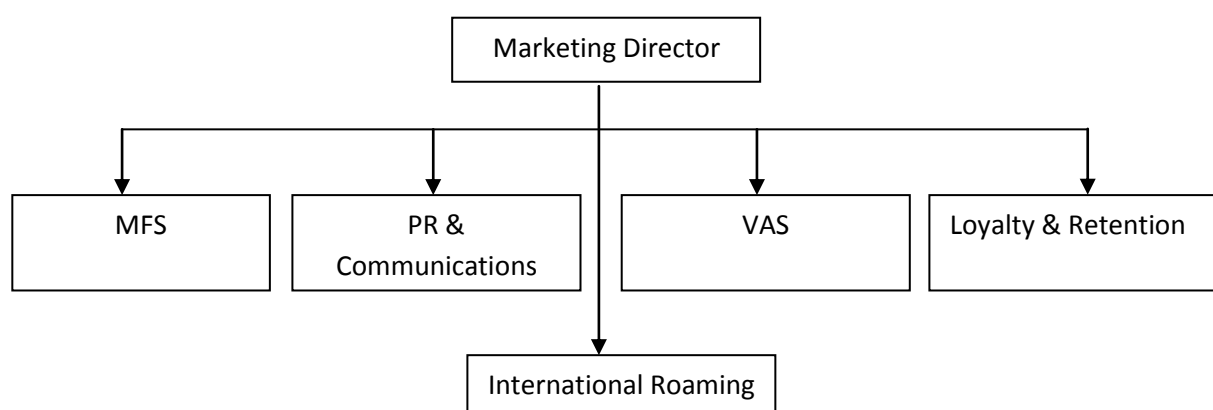 Marketing Director
MFS
PR &
Communications
VAS
Loyalty & Retention
International Roaming